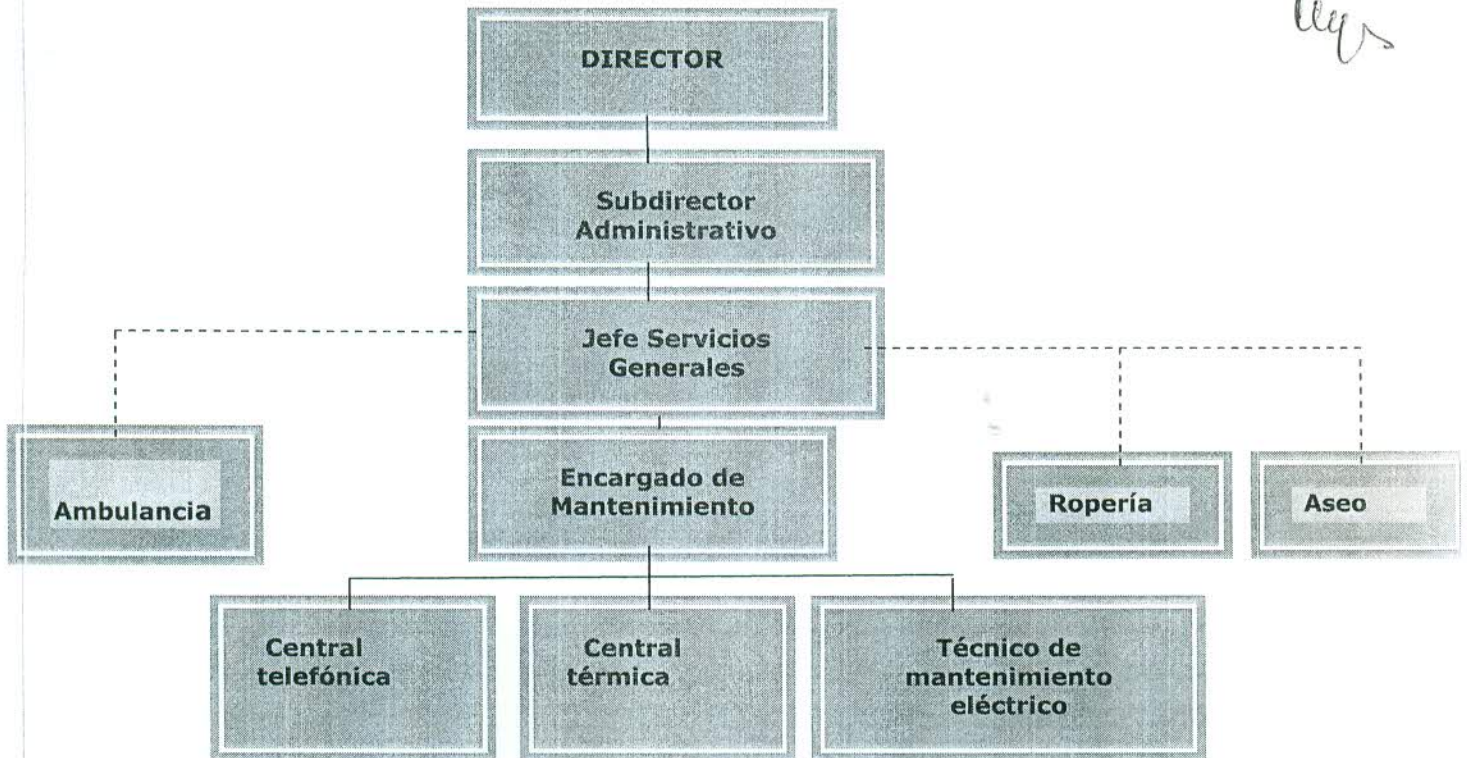 DIRECTOR
Subdirector
Administrativo
Jefe Servicios
Generales
Ambulancia
Encargado de
Mantenimiento
Ropería
Aseo
Central
telefónica
Central
térmica
Técnico de
mantenimiento
eléctrico